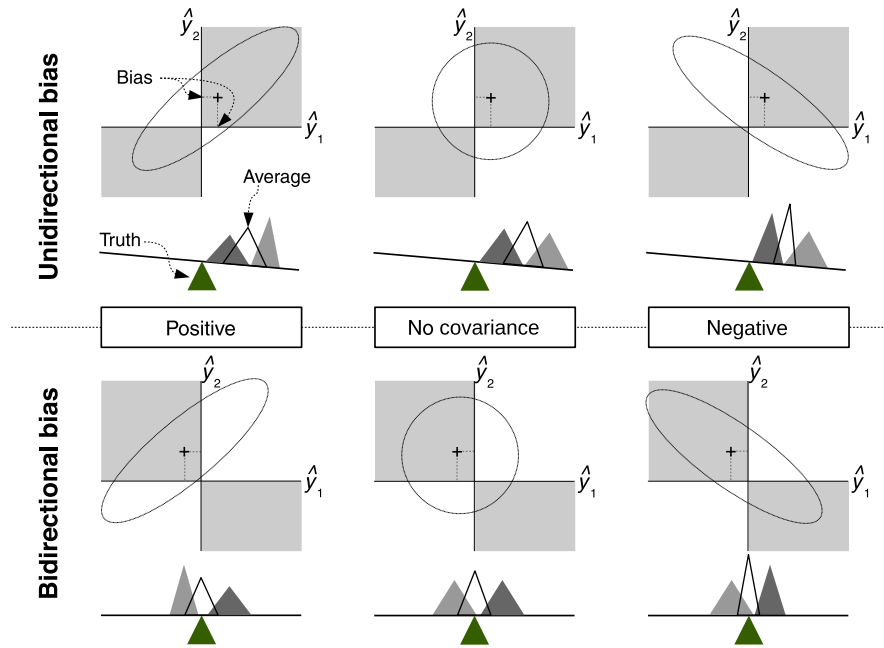 Unidirectional bias
ŷ₂
ŷ₂
ŷ₂
Bias
ŷ₁
ŷ₁
ŷ₁
Average
Truth
Positive
No covariance
Negative
Bidirectional bias
ŷ₂
ŷ₂
ŷ₂
ŷ₁
ŷ₁
ŷ₁